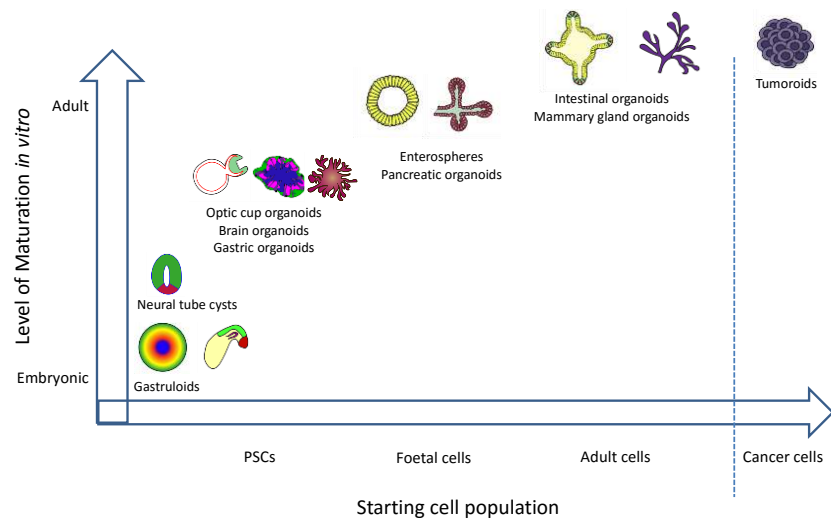 Tumoroids
Intestinal organoids
Mammary gland organoids
Adult
Enterospheres
Pancreatic organoids
Level of Maturation in vitro
Optic cup organoids
Brain organoids
Gastric organoids
Neural tube cysts
Embryonic
Gastruloids
PSCs
Foetal cells
Adult cells
Cancer cells
Starting cell population